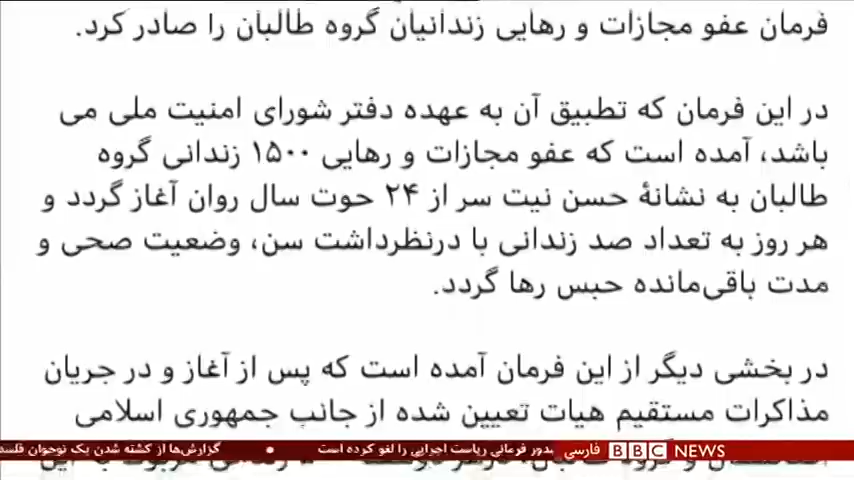 فرمان عفو مجازات و رهایی زندانیان گروه طالبان را صادر کرد.
در این فرمان که تطبیق آن به عهده دفتر شورای امنیت ملی می
باشد، آمده است که عفو مجازات و رهایی ۱۵۰۰ زندانی گروه
طالبان به نشانهٔ حسن نیت سر از ۲۴ حوت سال روان آغاز گردد و
هر روز به تعداد صد زندانی با درنظرداشت سن، وضعیت صحی و
مدت باقی‌مانده حبس رها گردد.
در بخشی دیگر از این فرمان آمده است که پس از آغاز و در جریان
مذاکرات مستقیم هیات تعیین شده از جانب جمهوری اسلامی
BBC NEWS فارسی
دور فرمانی ریاست اجرایی را لغو کرده است • گزارش‌ها از کشته شدن یک نوجوان